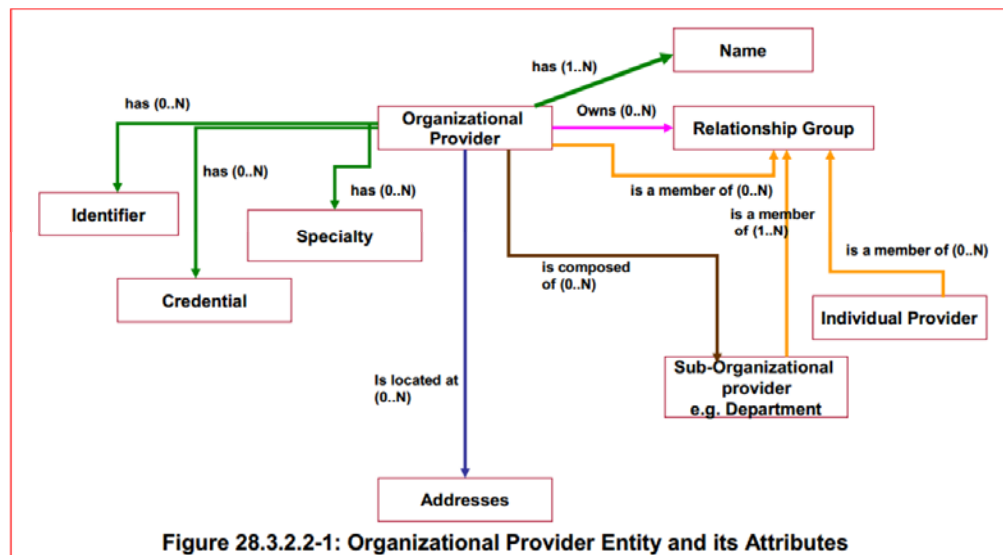 Name
has (1..N)
has (0..N)
Organizational
Provider
Owns (0..N)
Relationship Group
has (0..N)
has (0..N)
is a member of (0..N)
Identifier
Specialty
is a member
of (1..N)
is a member of (0..N)
is composed
of (0..N)
Credential
Individual Provider
Sub-Organizational
provider
e.g. Department
Is located at
(0..N)
Addresses
Figure 28.3.2.2-1: Organizational Provider Entity and its Attributes